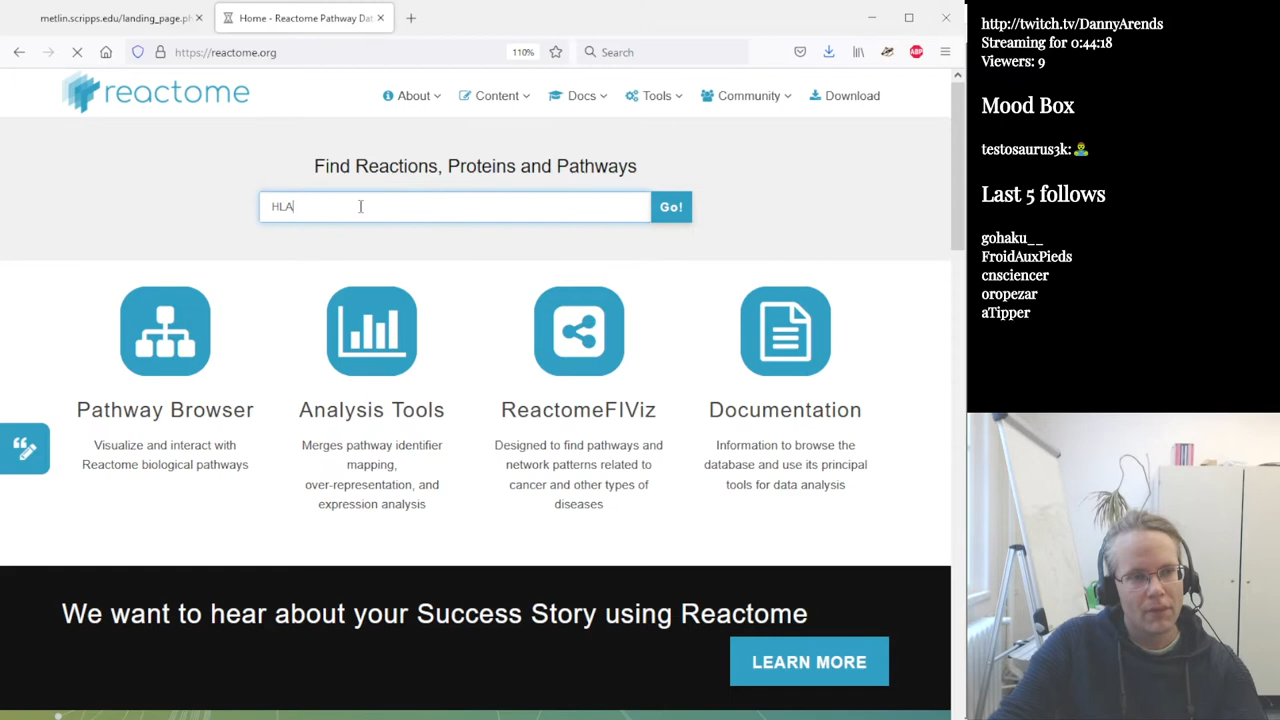 metlin.scripps.edu/landing_page.ph
Home - Reactome Pathway Dat
https://reactome.org
110%
Search
ABP
reactome
About
Content
Docs
Tools
Community
Download
Find Reactions, Proteins and Pathways
HLA
Go!
Pathway Browser
Visualize and interact with
Reactome biological pathways
Analysis Tools
Merges pathway identifier
mapping,
over-representation, and
expression analysis
ReactomeFIViz
Designed to find pathways and
network patterns related to
cancer and other types of
diseases
Documentation
Information to browse the
database and use its principal
tools for data analysis
We want to hear about your Success Story using Reactome
LEARN MORE
http://twitch.tv/DannyArends
Streaming for 0:44:18
Viewers: 9
Mood Box
testosaurus3k:
Last 5 follows
gohaku__
FroidAuxPieds
cnsciencer
oropezar
aTipper